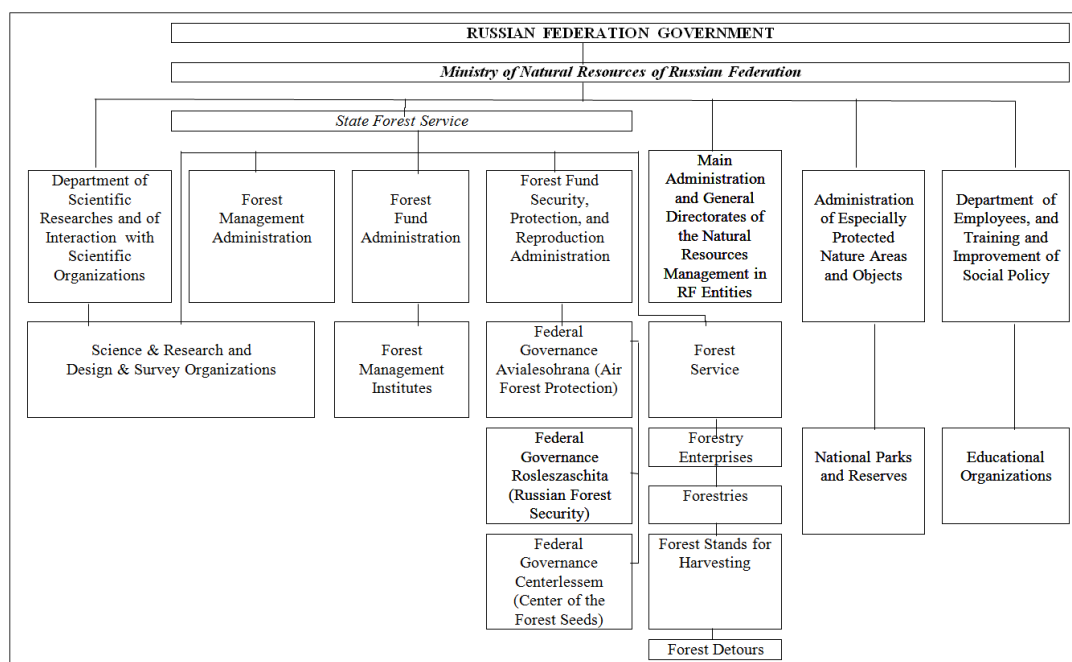 RUSSIAN FEDERATION GOVERNMENT
Ministry of Natural Resources of Russian Federation
State Forest Service
Department of
Scientific
Researches and of
Interaction with
Scientific
Organizations
Forest
Management
Administration
Forest
Fund
Administration
Forest Fund
Security,
Protection, and
Reproduction
Administration
Main
Administration
and General
Directorates of
the Natural
Resources
Management in
RF Entities
Administration
of Especially
Protected
Nature Areas
and Objects
Department of
Employees, and
Training and
Improvement of
Social Policy
Science & Research and
Design & Survey Organizations
Forest
Management
Institutes
Federal
Governance
Avialesohrana (Air
Forest Protection)
Forest
Service
Federal
Governance
Rosleszaschita
(Russian Forest
Security)
Forestry
Enterprises
National Parks
and Reserves
Educational
Organizations
Forestries
Federal
Governance
Centerlessem
(Center of the
Forest Seeds)
Forest Stands for
Harvesting
Forest Detours